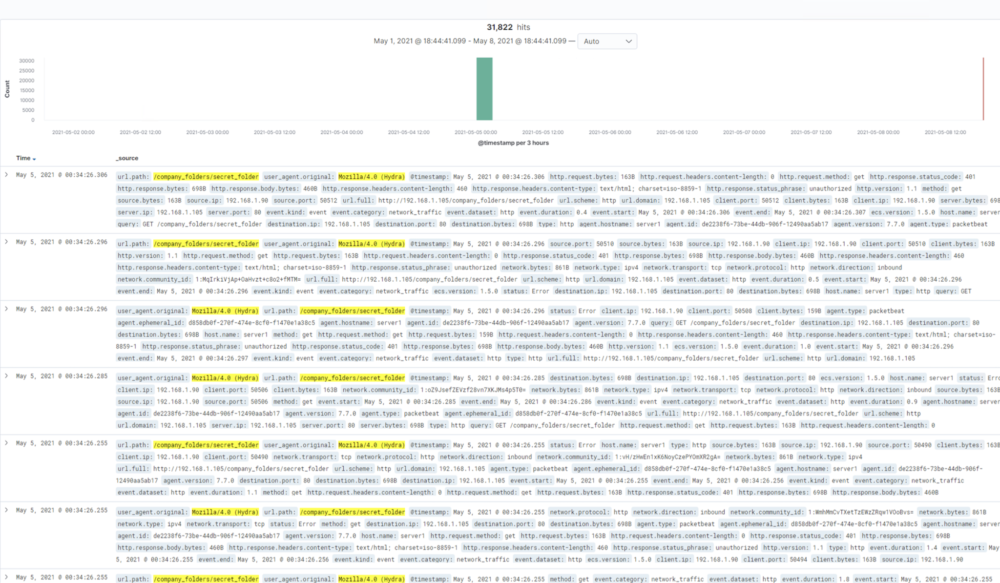 31,822 hits
May 1, 2021 @ 18:44:41.099 - May 8, 2021 @ 18:44:41.099 — Auto
30000
25000
20000
15000
10000
5000
0
Count
2021-05-02 00:00 2021-05-02 12:00 2021-05-03 00:00 2021-05-03 12:00 2021-05-04 00:00 2021-05-04 12:00 2021-05-05 00:00 2021-05-05 12:00 2021-05-06 00:00 2021-05-06 12:00 2021-05-07 00:00 2021-05-07 12:00 2021-05-08 00:00 2021-05-08 12:00
@timestamp per 3 hours
Time _source
May 5, 2021 @ 00:34:26.306 url.path: /company_folders/secret_folder user_agent.original: Mozilla/4.0 (Hydra) @timestamp: May 5, 2021 @ 00:34:26.306 http.request.bytes: 163B http.request.headers.content-length: 0 http.request.method: get http.response.status_code: 401
http.response.bytes: 698B http.response.body.bytes: 460B http.response.headers.content-length: 460 http.response.headers.content-type: text/html; charset=iso-8859-1 http.response.status_phrase: unauthorized http.version: 1.1 method: get
source.bytes: 163B source.ip: 192.168.1.90 source.port: 50512 url.full: http://192.168.1.105/company_folders/secret_folder url.scheme: http url.domain: 192.168.1.105 client.port: 50512 client.bytes: 163B client.ip: 192.168.1.90 server.bytes: 698
server.ip: 192.168.1.105 server.port: 80 event.kind: event event.category: network_traffic event.dataset: http event.duration: 0.4 event.start: May 5, 2021 @ 00:34:26.306 event.end: May 5, 2021 @ 00:34:26.307 ecs.version: 1.5.0 host.name: server
query: GET /company_folders/secret_folder destination.ip: 192.168.1.105 destination.port: 80 destination.bytes: 698B type: http agent.hostname: server1 agent.id: de2238f6-73be-44db-906f-12490aa5ab17 agent.version: 7.7.0 agent.type: packetbeat
May 5, 2021 @ 00:34:26.296 url.path: /company_folders/secret_folder user_agent.original: Mozilla/4.0 (Hydra) @timestamp: May 5, 2021 @ 00:34:26.296 source.port: 50510 source.bytes: 163B source.ip: 192.168.1.90 client.ip: 192.168.1.90 client.port: 50510 client.bytes: 163B
http.version: 1.1 http.request.method: get http.request.bytes: 163B http.request.headers.content-length: 0 http.response.status_code: 401 http.response.bytes: 698B http.response.body.bytes: 460B http.response.headers.content-length: 460
http.response.headers.content-type: text/html; charset=iso-8859-1 http.response.status_phrase: unauthorized network.bytes: 861B network.type: ipv4 network.transport: tcp network.protocol: http network.direction: inbound
network.community_id: 1:MqIrkiVjAp+OaHvzt+c8o2+fMTM= url.full: http://192.168.1.105/company_folders/secret_folder url.scheme: http url.domain: 192.168.1.105 event.dataset: http event.duration: 0.5 event.start: May 5, 2021 @ 00:34:26.296
event.end: May 5, 2021 @ 00:34:26.296 event.kind: event event.category: network_traffic ecs.version: 1.5.0 status: Error destination.ip: 192.168.1.105 destination.port: 80 destination.bytes: 698B host.name: server1 type: http query: GET
May 5, 2021 @ 00:34:26.296 user_agent.original: Mozilla/4.0 (Hydra) url.path: /company_folders/secret_folder @timestamp: May 5, 2021 @ 00:34:26.296 status: Error client.ip: 192.168.1.90 client.port: 50508 client.bytes: 159B agent.type: packetbeat
agent.ephemeral_id: d858db0f-270f-474e-8cf0-f1470e1a38c5 agent.hostname: server1 agent.id: de2238f6-73be-44db-906f-12490aa5ab17 agent.version: 7.7.0 query: GET /company_folders/secret_folder destination.ip: 192.168.1.105 destination.port: 80
destination.bytes: 698B host.name: server1 method: get http.request.method: get http.request.bytes: 159B http.request.headers.content-length: 0 http.response.headers.content-length: 460 http.response.headers.content-type: text/html; charset=iso-
8859-1 http.response.status_phrase: unauthorized http.response.status_code: 401 http.response.bytes: 698B http.response.body.bytes: 460B http.version: 1.1 ecs.version: 1.5.0 event.duration: 1.0 event.start: May 5, 2021 @ 00:34:26.296
event.end: May 5, 2021 @ 00:34:26.297 event.kind: event event.category: network_traffic event.dataset: http type: http url.full: http://192.168.1.105/company_folders/secret_folder url.scheme: http url.domain: 192.168.1.105
May 5, 2021 @ 00:34:26.285 user_agent.original: Mozilla/4.0 (Hydra) url.path: /company_folders/secret_folder @timestamp: May 5, 2021 @ 00:34:26.285 destination.bytes: 698B destination.ip: 192.168.1.105 destination.port: 80 ecs.version: 1.5.0 host.name: server1 status: Erro
client.ip: 192.168.1.90 client.port: 50506 client.bytes: 163B network.community_id: 1:oZ9JsefZEVzf28vn7XKJMs4p5T0= network.bytes: 861B network.type: ipv4 network.transport: tcp network.protocol: http network.direction: inbound source.bytes: 163B
source.ip: 192.168.1.90 source.port: 50506 method: get event.start: May 5, 2021 @ 00:34:26.285 event.end: May 5, 2021 @ 00:34:26.286 event.kind: event event.category: network_traffic event.dataset: http event.duration: 0.9 agent.hostname: server
agent.id: de2238f6-73be-44db-906f-12490aa5ab17 agent.version: 7.7.0 agent.type: packetbeat agent.ephemeral_id: d858db0f-270f-474e-8cf0-f1470e1a38c5 url.full: http://192.168.1.105/company_folders/secret_folder url.scheme: http
url.domain: 192.168.1.105 server.ip: 192.168.1.105 server.port: 80 server.bytes: 698B type: http query: GET /company_folders/secret_folder http.request.method: get http.request.bytes: 163B http.request.headers.content-length: 0
May 5, 2021 @ 00:34:26.255 url.path: /company_folders/secret_folder user_agent.original: Mozilla/4.0 (Hydra) @timestamp: May 5, 2021 @ 00:34:26.255 status: Error host.name: server1 type: http source.bytes: 163B source.ip: 192.168.1.90 source.port: 50490 client.bytes: 163B
client.ip: 192.168.1.90 client.port: 50490 network.transport: tcp network.protocol: http network.direction: inbound network.community_id: 1:vH/zHwEn1xK6NoyCzePYOmXR2gA= network.bytes: 861B network.type: ipv4
url.full: http://192.168.1.105/company_folders/secret_folder url.scheme: http url.domain: 192.168.1.105 agent.type: packetbeat agent.ephemeral_id: d858db0f-270f-474e-8cf0-f1470e1a38c5 agent.hostname: server1 agent.id: de2238f6-73be-44db-906f-
12490aa5ab17 agent.version: 7.7.0 destination.port: 80 destination.bytes: 698B destination.ip: 192.168.1.105 event.start: May 5, 2021 @ 00:34:26.255 event.end: May 5, 2021 @ 00:34:26.256 event.kind: event event.category: network_traffic
event.dataset: http event.duration: 1.1 method: get http.request.headers.content-length: 0 http.request.method: get http.request.bytes: 163B http.response.status_code: 401 http.response.bytes: 698B http.response.body.bytes: 460B
May 5, 2021 @ 00:34:26.255 user_agent.original: Mozilla/4.0 (Hydra) url.path: /company_folders/secret_folder @timestamp: May 5, 2021 @ 00:34:26.255 network.protocol: http network.direction: inbound network.community_id: 1:WmhMmCvTXetTzEWzZRqw1VOoBvs= network.bytes: 861B
network.type: ipv4 network.transport: tcp status: Error method: get destination.ip: 192.168.1.105 destination.port: 80 destination.bytes: 698B agent.type: packetbeat agent.ephemeral_id: d858db0f-270f-474e-8cf0-f1470e1a38c5 agent.hostname: server
agent.id: de2238f6-73be-44db-906f-12490aa5ab17 agent.version: 7.7.0 host.name: server1 http.request.method: get http.request.bytes: 163B http.request.headers.content-length: 0 http.response.status_code: 401 http.response.bytes: 698B
http.response.body.bytes: 460B http.response.headers.content-type: text/html; charset=iso-8859-1 http.response.headers.content-length: 460 http.response.status_phrase: unauthorized http.version: 1.1 type: http event.duration: 1.4 event.start: May
5, 2021 @ 00:34:26.255 event.end: May 5, 2021 @ 00:34:26.256 event.kind: event event.category: network_traffic event.dataset: http ecs.version: 1.5.0 client.ip: 192.168.1.90 client.port: 50494 client.bytes: 163B source.ip: 192.168.1.90
May 5, 2021 @ 00:34:26.255 url.path: /company_folders/secret_folder user_agent.original: Mozilla/4.0 (Hydra) @timestamp: May 5, 2021 @ 00:34:26.255 method: get event.category: network_traffic event.dataset: http event.duration: 1.8 event.start: May 5, 2021 @ 00:34:26.255